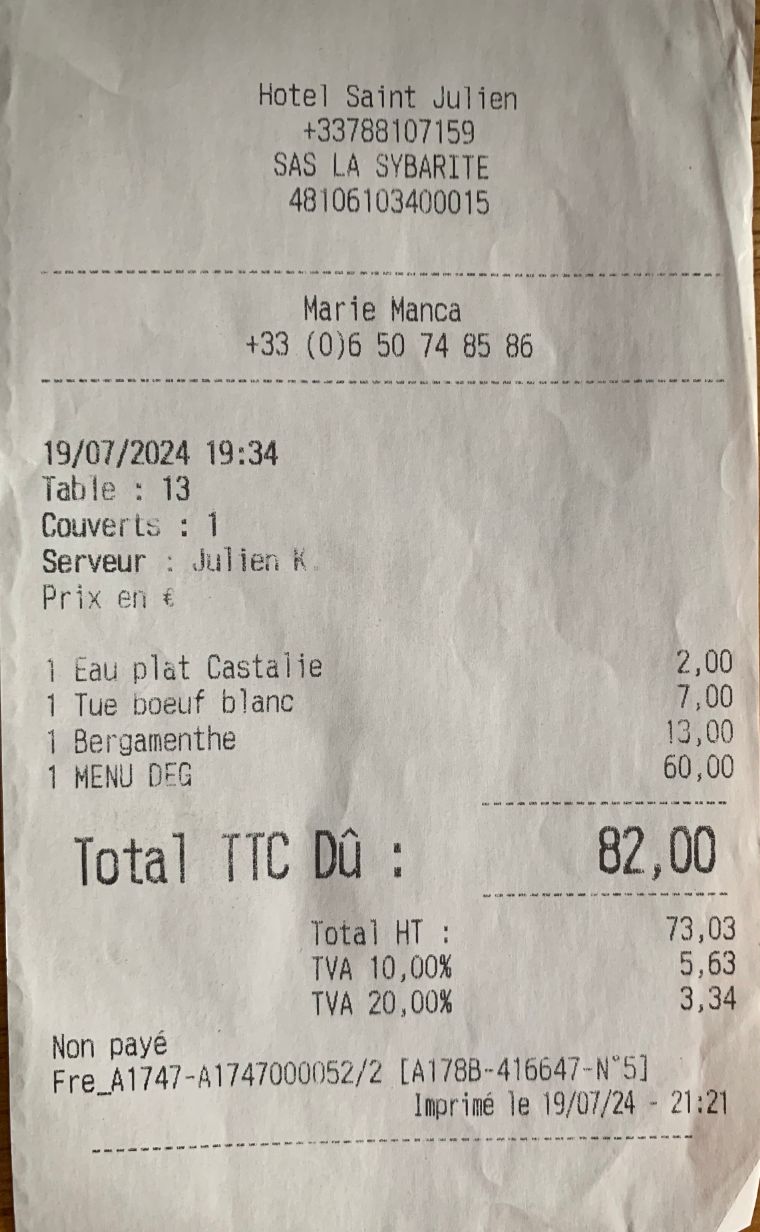 Hotel Saint Julien
+33788107159
SAS LA SYBARITE
48106103400015
Marie Manca
+33 (0)6 50 74 85 86
19/07/2024 19:34
Table : 13
Couverts : 1
Serveur : Julien K.
Prix en €
1 Eau plat Castalie 2,00
1 Tue boeuf blanc 7,00
1 Bergamenthe 13,00
1 MENU DEG 60,00
Total TTC Dû : 82,00
Total HT : 73,03
TVA 10,00% 5,63
TVA 20,00% 3,34
Non payé
Fre_A1747-A1747000052/2 [A178B-416647-N°5]
Imprimé le 19/07/24 - 21:21